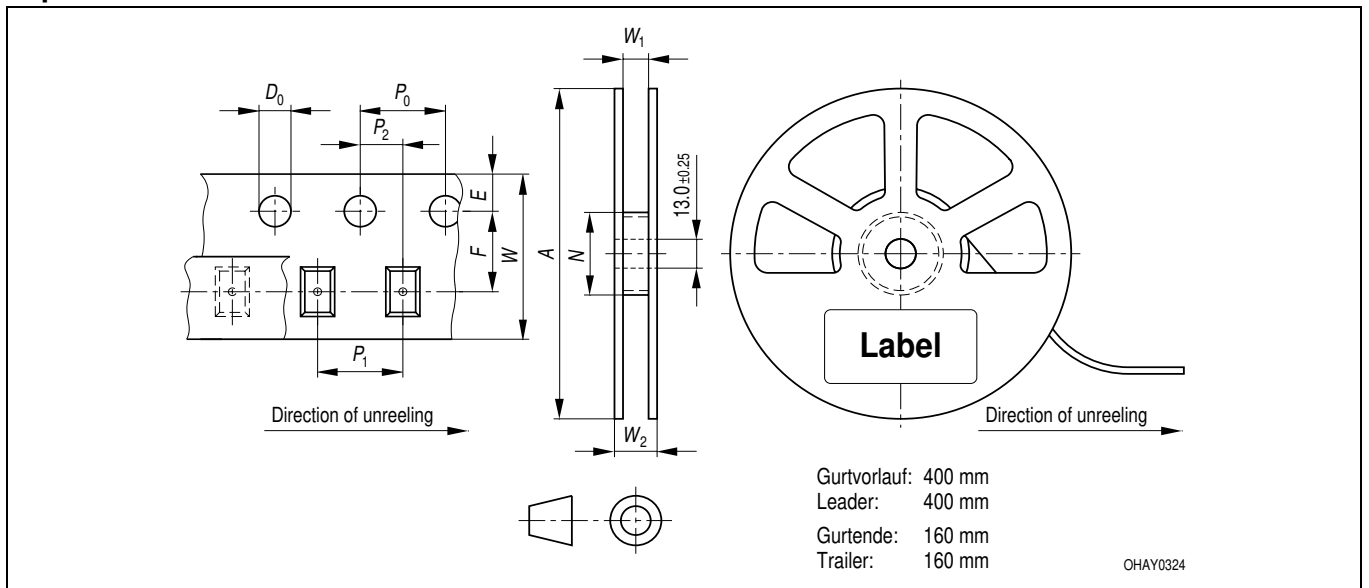 W1
D0
P0
P2
E
F
W
A
N
13.0±0.25
P1
W2
Label
Direction of unreeling
Direction of unreeling
Gurtvorlauf: 400 mm
Leader: 400 mm
Gurtende: 160 mm
Trailer: 160 mm
OHAY0324